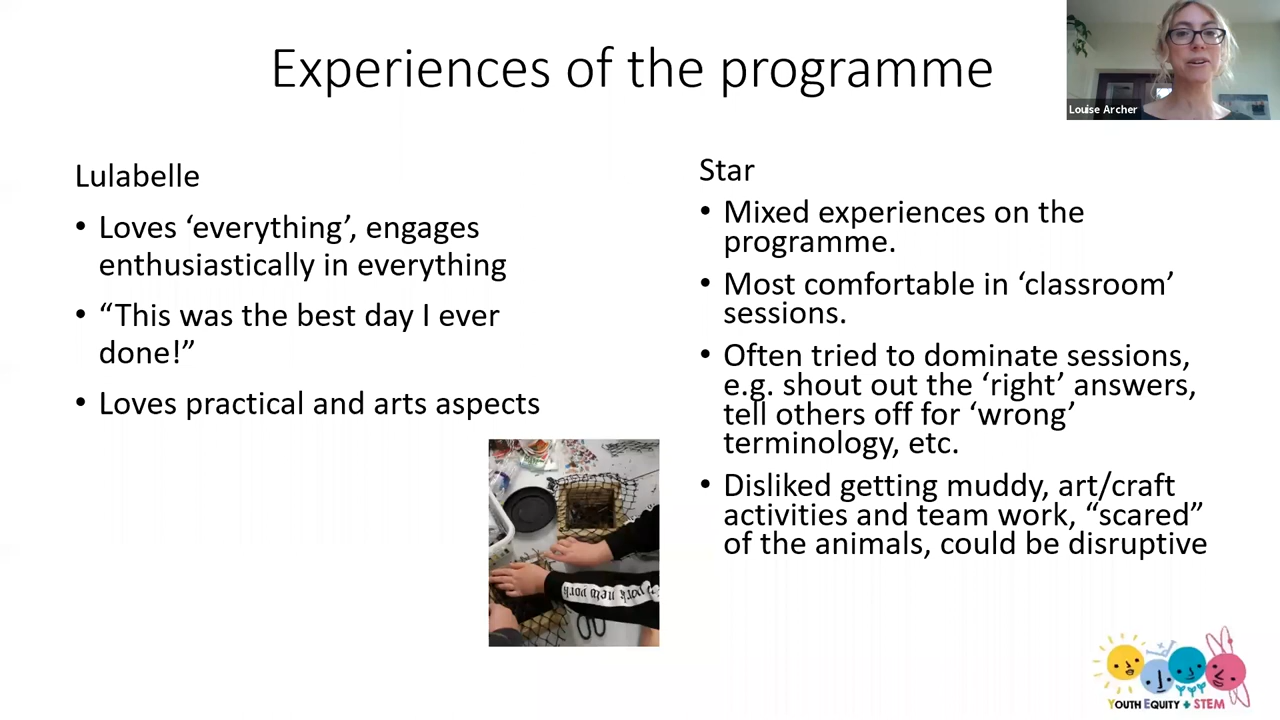 Experiences of the programme
Louise Archer
Lulabelle
• Loves ‘everything’, engages
enthusiastically in everything
• “This was the best day I ever
done!”
• Loves practical and arts aspects
Star
• Mixed experiences on the
programme.
• Most comfortable in ‘classroom’
sessions.
• Often tried to dominate sessions,
e.g. shout out the ‘right’ answers,
tell others off for ‘wrong’
terminology, etc.
• Disliked getting muddy, art/craft
activities and team work, “scared”
of the animals, could be disruptive
york new york
YOUTH EQUITY + STEM